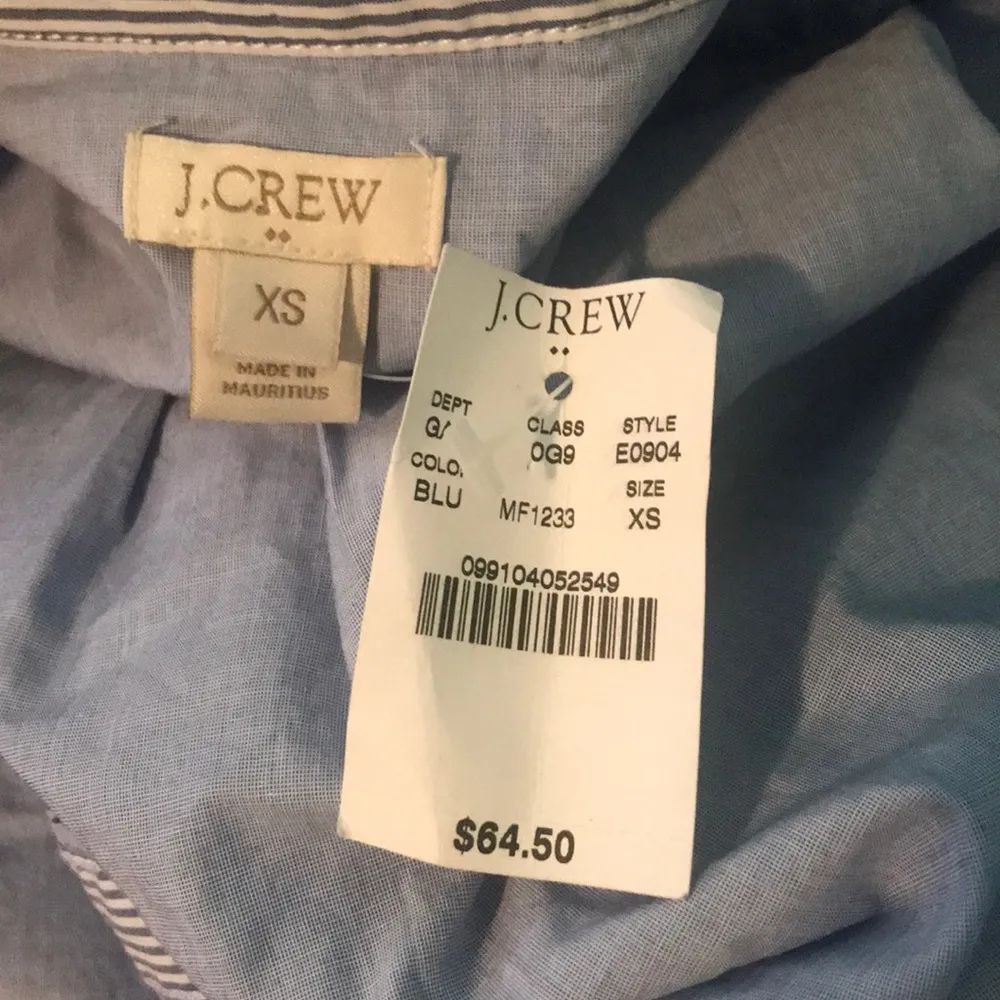 J.CREW
XS
MADE IN
MAURITIUS
J.CREW
DEPT CLASS STYLE
0G9 E0904
SIZE
BLU MF1233 XS
099104052549
$64.50